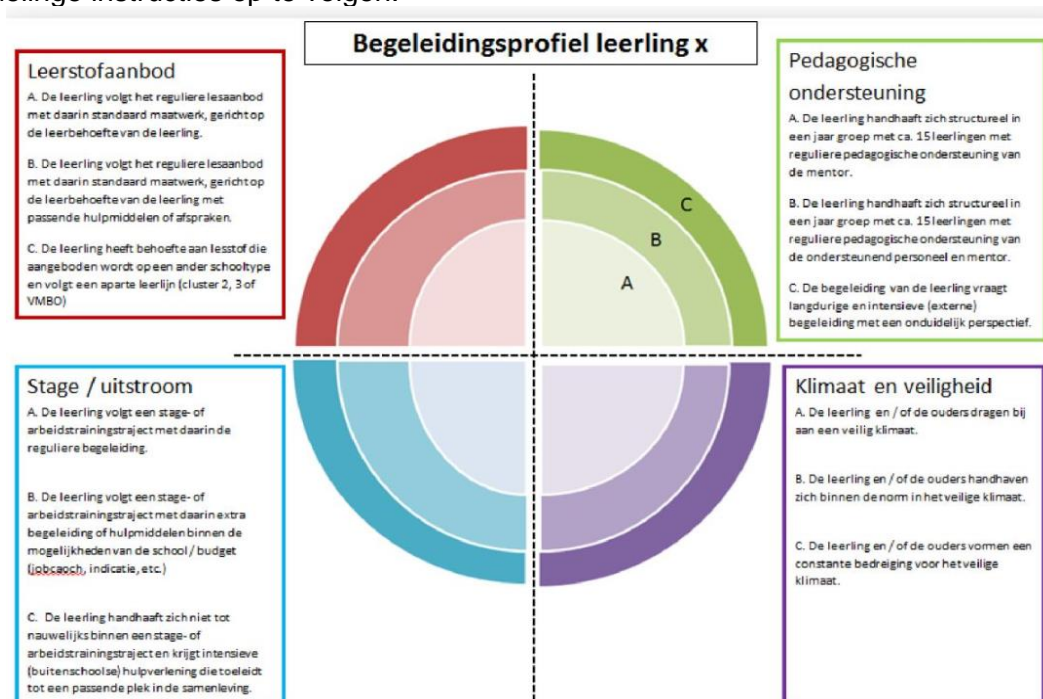 instructies op te volgen.
Begeleidingsprofiel leerling x
Leerstofaanbod
A. De leerling volgt het reguliere lesaanbod
met daarin standaard maatwerk, gericht op
de leerbehoefte van de leerling.
B. De leerling volgt het reguliere lesaanbod
met daarin standaard maatwerk, gericht op
de leerbehoefte van de leerling met
passende hulpmiddelen of afspraken.
C. De leerling heeft behoefte aan lesstof die
aangeboden wordt op een ander schooltype
en volgt een aparte leerlijn (cluster 2, 3 of
VMBO)
Pedagogische
ondersteuning
A. De leerling handhaaft zich structureel in
een jaar groep met ca. 15 leerlingen met
reguliere pedagogische ondersteuning van
de mentor.
B. De leerling handhaaft zich structureel in
een jaar groep met ca. 15 leerlingen met
reguliere pedagogische ondersteuning van
de ondersteunend personeel en mentor.
C. De begeleiding van de leerling vraagt
langdurige en intensieve (externe)
begeleiding met een onduidelijk perspectief.
C
B
A
Stage / uitstroom
A. De leerling volgt een stage- of
arbeidstrainingstraject met daarin de
reguliere begeleiding.
B. De leerling volgt een stage- of
arbeidstrainingstraject met daarin extra
begeleiding of hulpmiddelen binnen de
mogelijkheden van de school / budget
(jobcaoch, indicatie, etc.)
C. De leerling handhaaft zich niet tot
nauwelijks binnen een stage- of
arbeidstrainingstraject en krijgt intensieve
(buitenschoolse) hulpverlening die toeleidt
tot een passende plek in de samenleving.
Klimaat en veiligheid
A. De leerling en / of de ouders dragen bij
aan een veilig klimaat.
B. De leerling en / of de ouders handhaven
zich binnen de norm in het veilige klimaat.
C. De leerling en / of de ouders vormen een
constante bedreiging voor het veilige
klimaat.